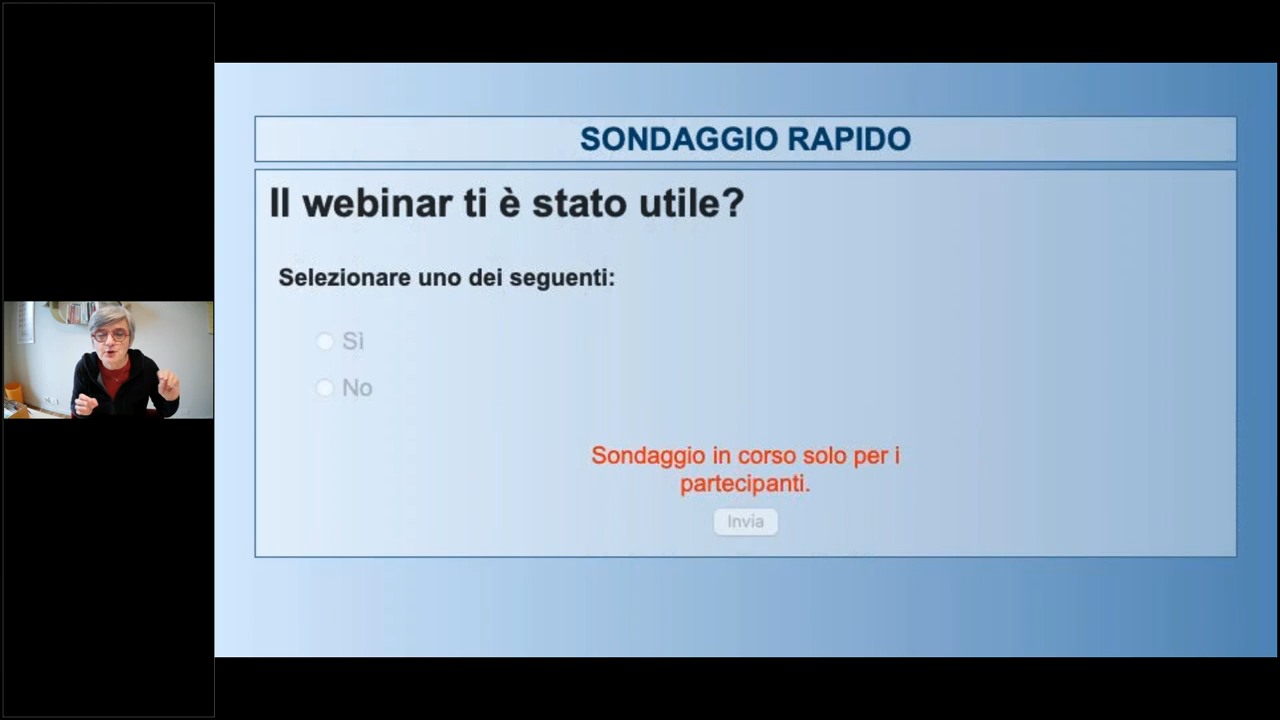 SONDAGGIO RAPIDO
Il webinar ti è stato utile?
Selezionare uno dei seguenti:
Sì
No
Sondaggio in corso solo per i
partecipanti.
Invia